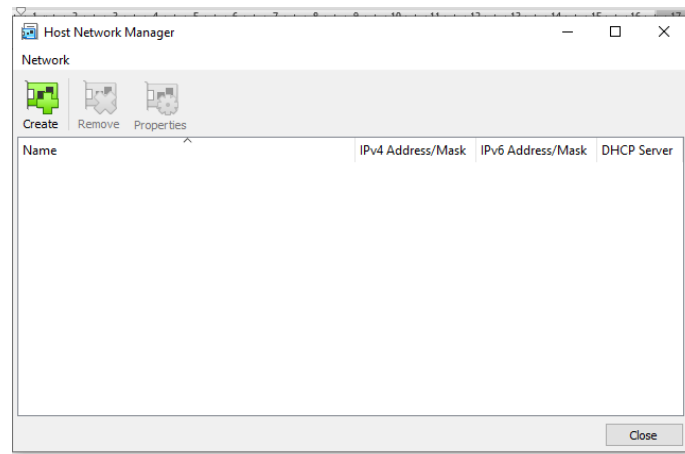 Host Network Manager
Network
Create Remove Properties
Name IPv4 Address/Mask IPv6 Address/Mask DHCP Server
Close